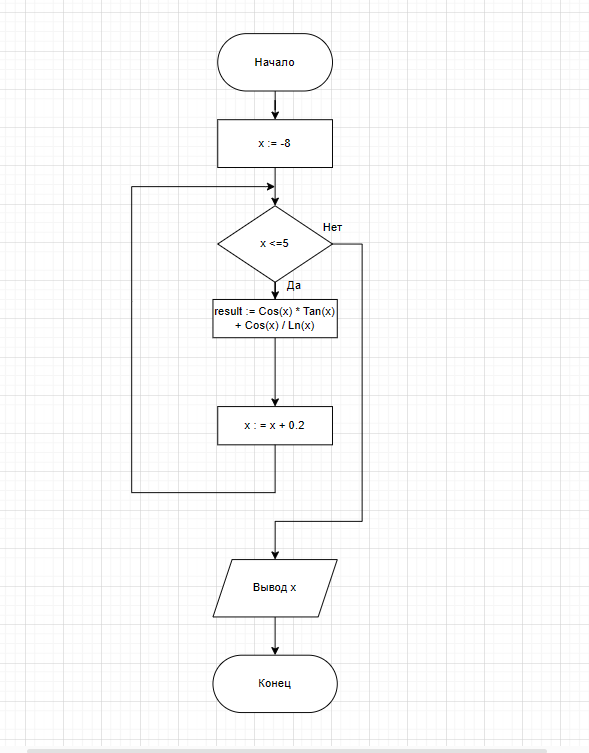 Начало
x := -8
x <=5
Нет
Да
result := Cos(x) * Tan(x)
+ Cos(x) / Ln(x)
x : = x + 0.2
Вывод x
Конец